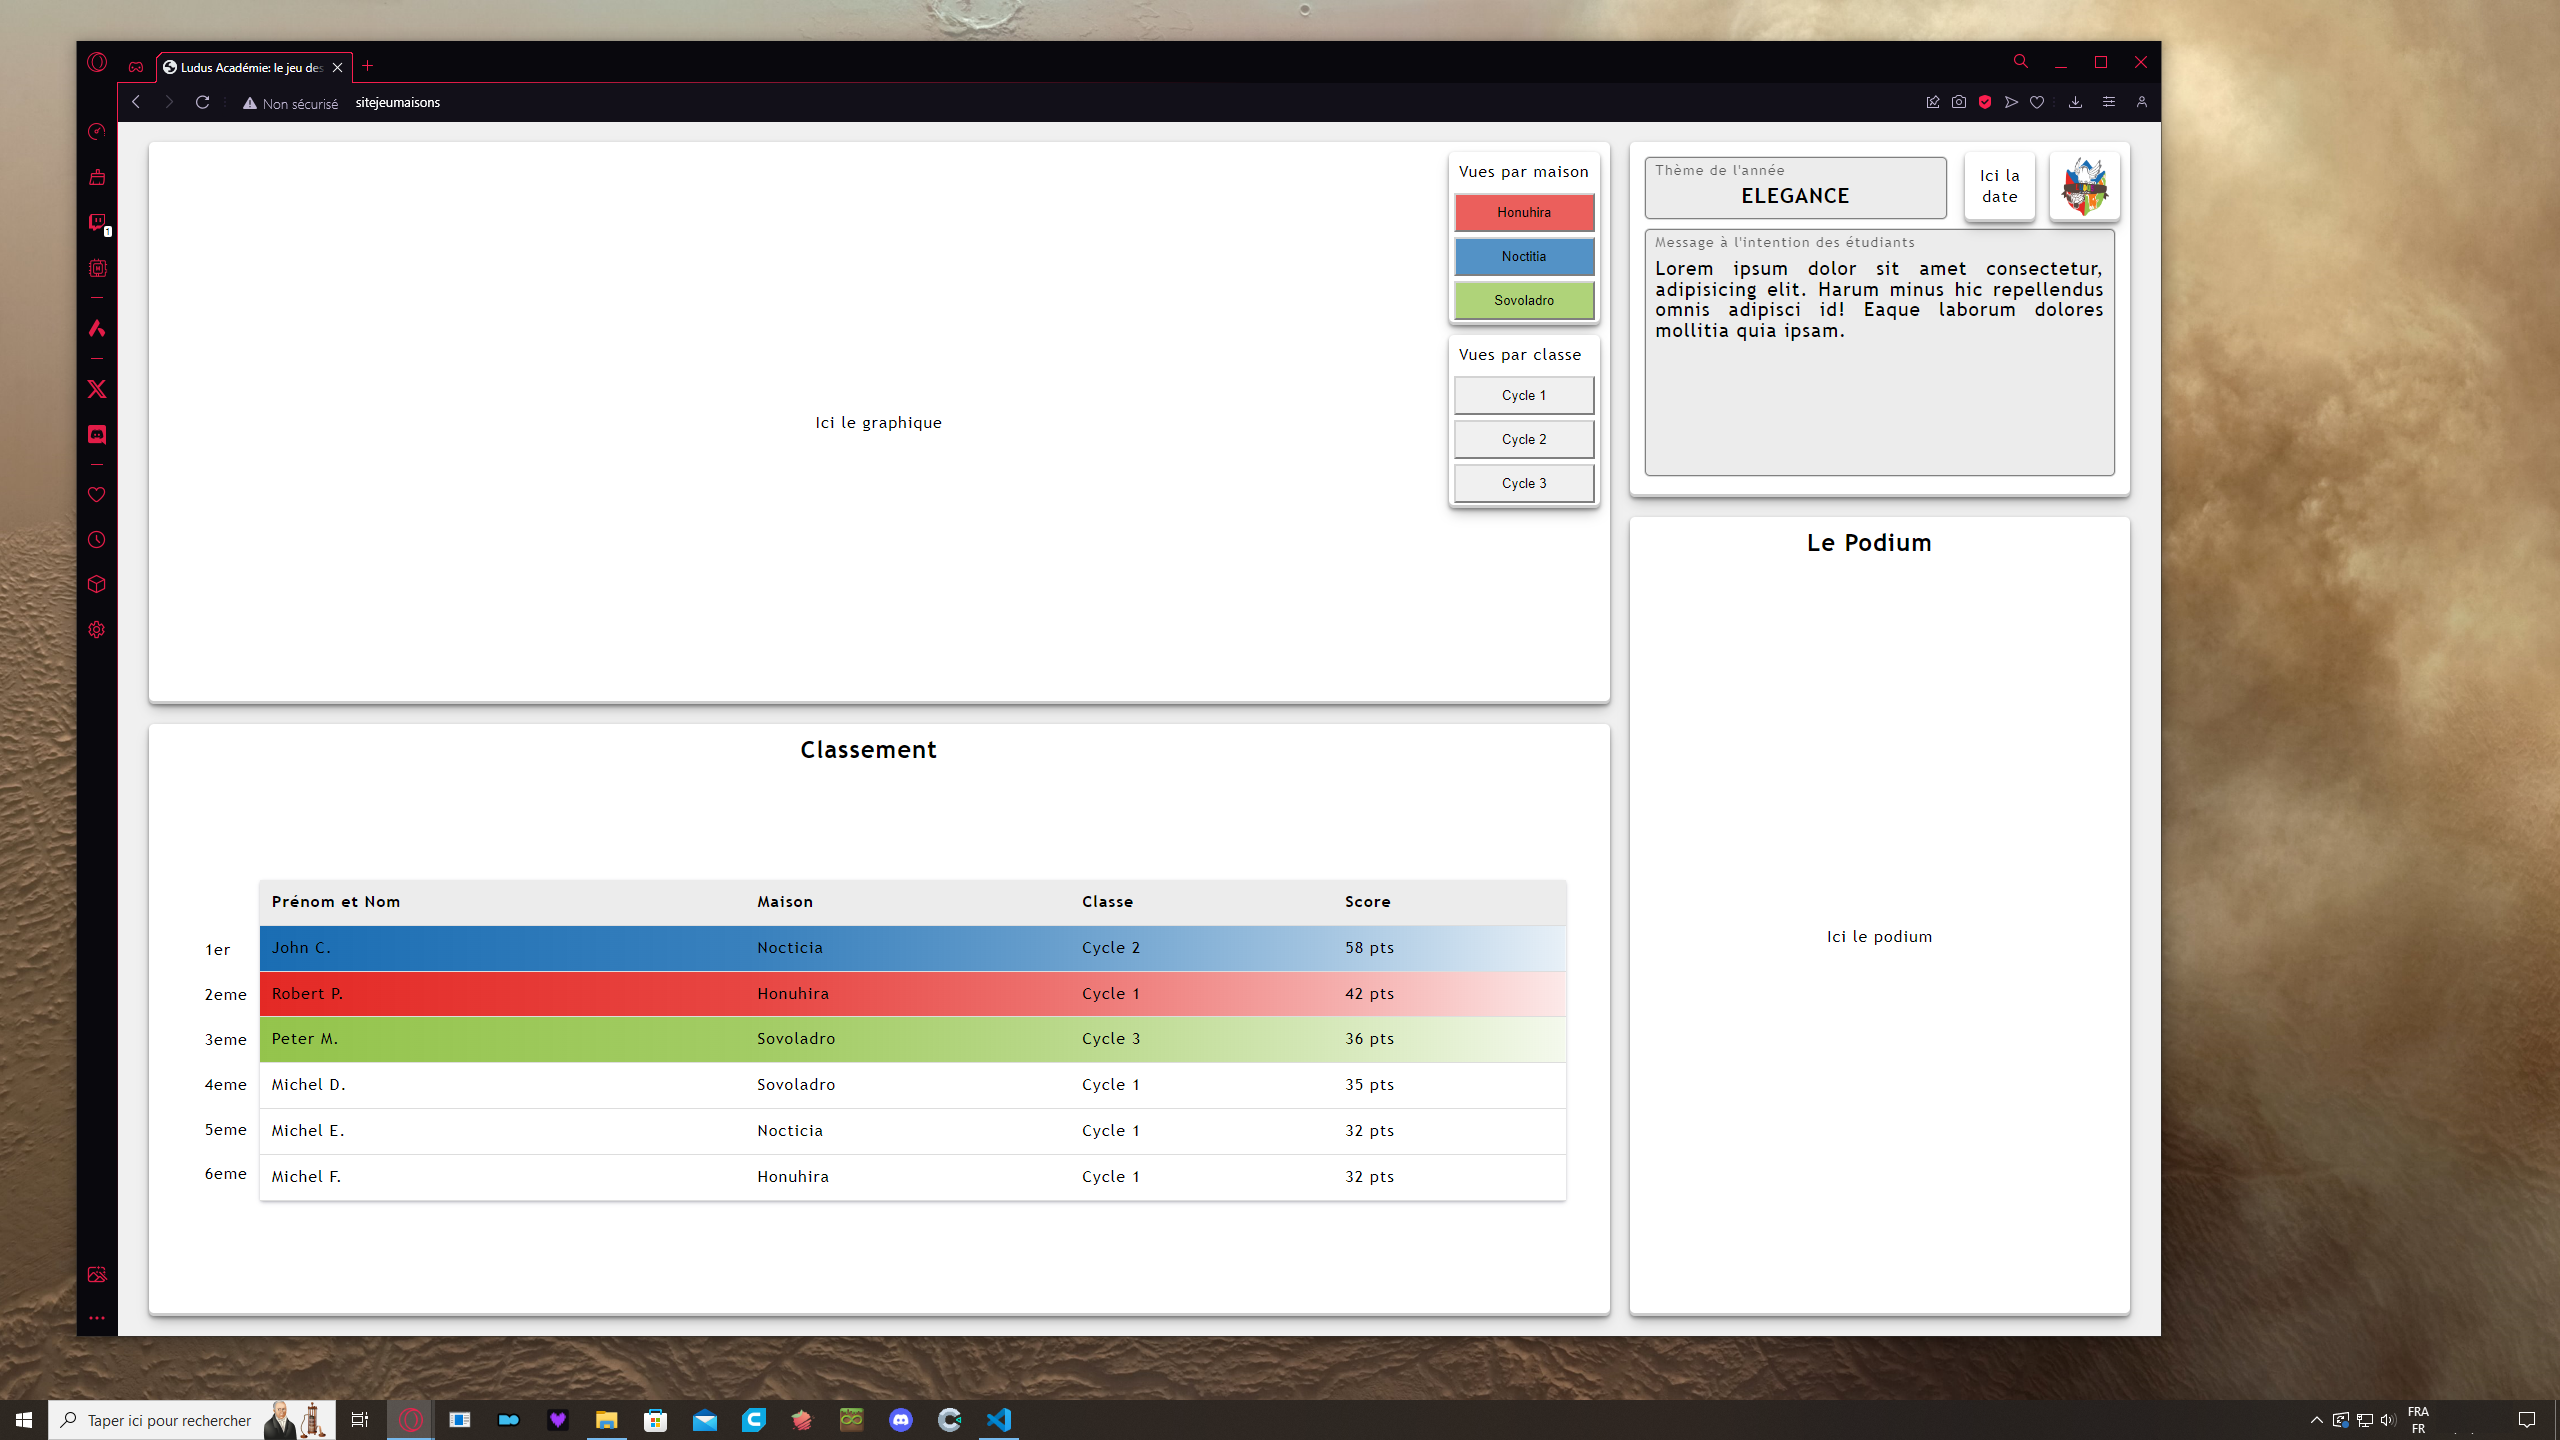 Ludus Académie: le jeu des
Non sécurisé sitejeumaisons
1
Vues par maison
Honuhira
Noctitia
Sovoladro
Vues par classe
Cycle 1
Cycle 2
Cycle 3
Ici le graphique
Thème de l'année
ELEGANCE
Ici la
date
Message à l'intention des étudiants
Lorem ipsum dolor sit amet consectetur,
adipisicing elit. Harum minus hic repellendus
omnis adipisci id! Eaque laborum dolores
mollitia quia ipsam.
Le Podium
Ici le podium
Classement
Prénom et Nom Maison Classe Score
1er John C. Nocticia Cycle 2 58 pts
2eme Robert P. Honuhira Cycle 1 42 pts
3eme Peter M. Sovoladro Cycle 3 36 pts
4eme Michel D. Sovoladro Cycle 1 35 pts
5eme Michel E. Nocticia Cycle 1 32 pts
6eme Michel F. Honuhira Cycle 1 32 pts
Taper ici pour rechercher
FRA
FR